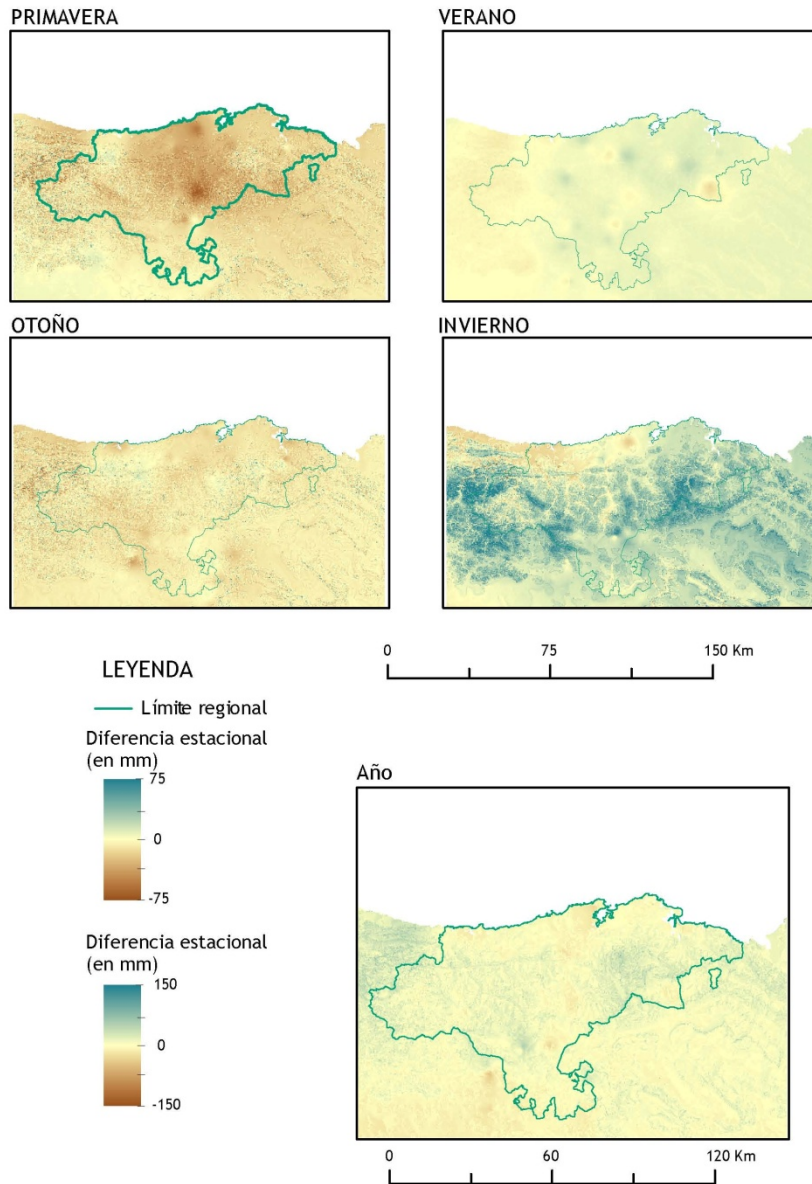 PRIMAVERA
VERANO
OTOÑO
INVIERNO
LEYENDA
Límite regional
Diferencia estacional
(en mm)
75
0
-75
Diferencia estacional
(en mm)
150
0
-150
0 75 150 Km
Año
0 60 120 Km